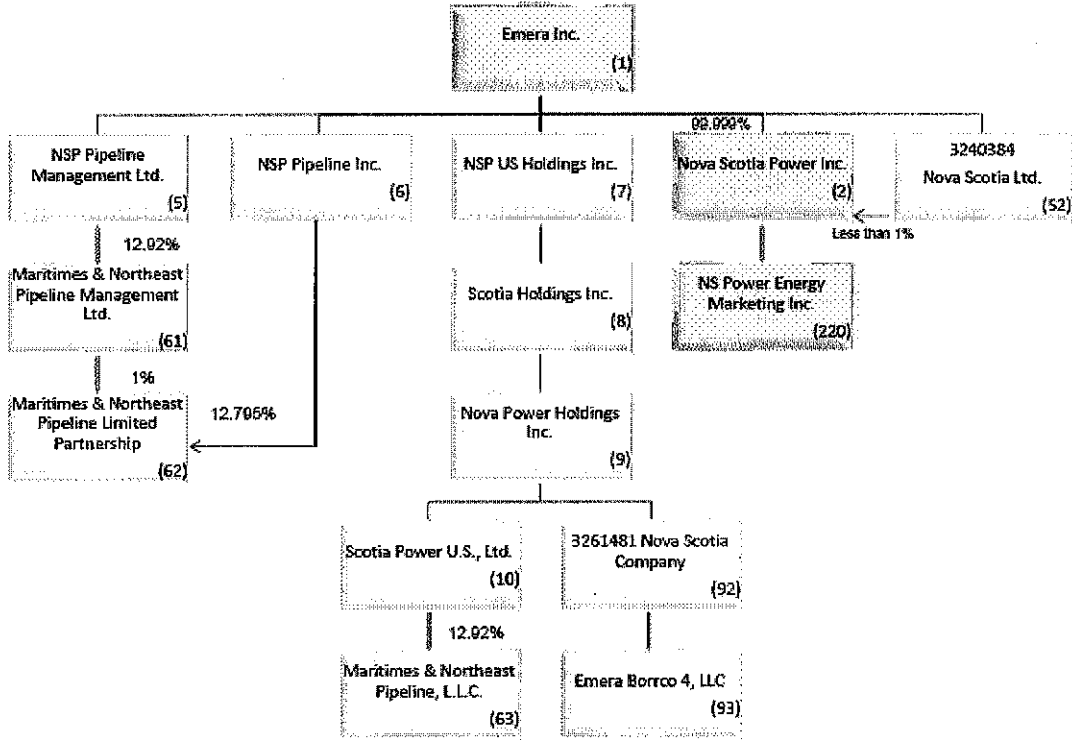 Emera Inc.
(1)
99.999%
NSP Pipeline
Management Ltd.
(5)
NSP Pipeline Inc.
(6)
NSP US Holdings Inc.
(7)
Nova Scotia Power Inc.
(2)
3240384
Nova Scotia Ltd.
(52)
Less than 1%
12.92%
Maritimes & Northeast
Pipeline Management
Ltd.
(61)
Scotia Holdings Inc.
(8)
NS Power Energy
Marketing Inc.
(220)
1%
Maritimes & Northeast
Pipeline Limited
Partnership
(62)
12.795%
Nova Power Holdings
Inc.
(9)
Scotia Power U.S., Ltd.
(10)
3261481 Nova Scotia
Company
(92)
12.92%
Maritimes & Northeast
Pipeline, L.L.C.
(63)
Emera Borrco 4, LLC
(93)